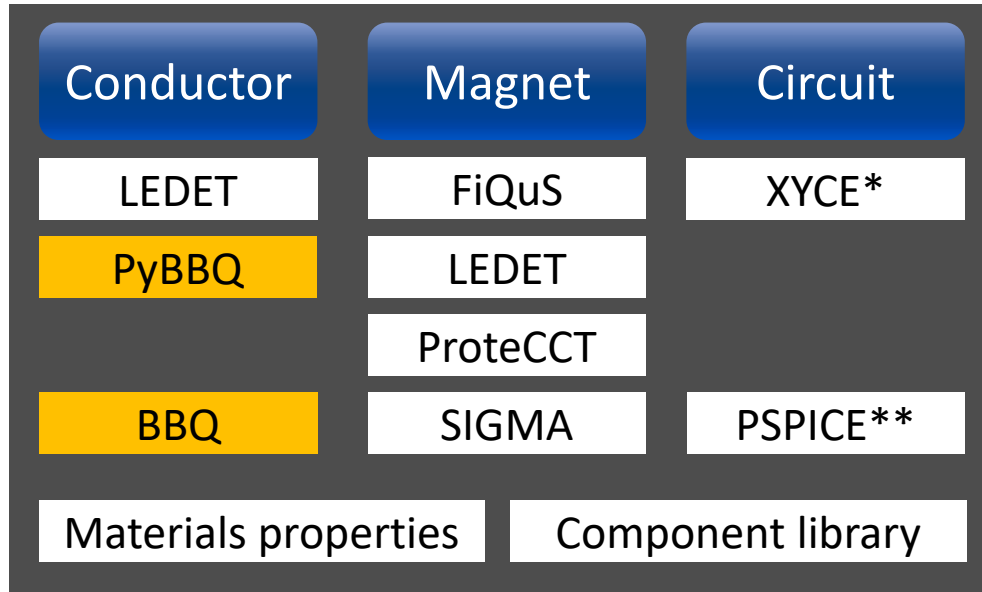 Conductor Magnet Circuit
LEDET FiQuS XYCE*
PyBBQ LEDET
ProteCCT
BBQ SIGMA PSPICE**
Materials properties Component library